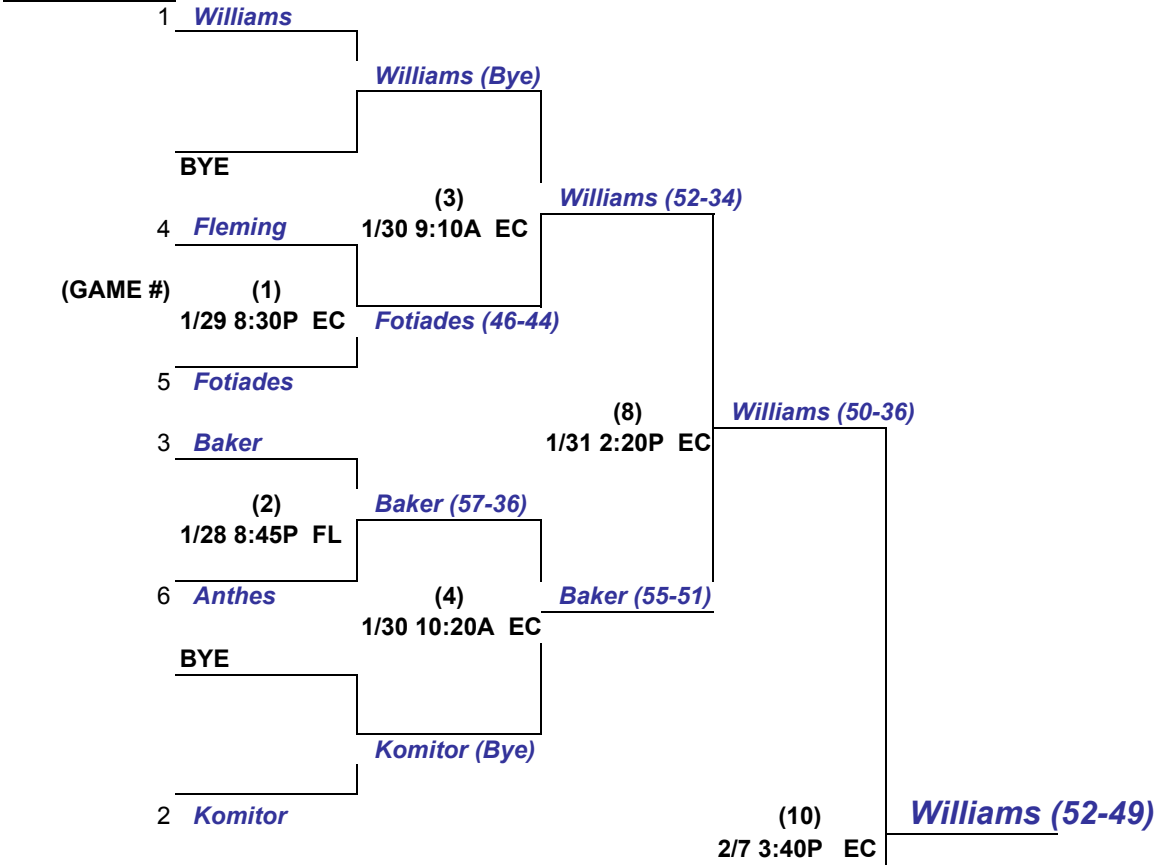 1 Williams
Williams (Bye)
BYE
(3)
Williams (52-34)
4 Fleming
1/30 9:10A EC
(GAME #) (1)
1/29 8:30P EC
Fotiades (46-44)
5 Fotiades
(8)
Williams (50-36)
3 Baker
1/31 2:20P EC
(2)
Baker (57-36)
1/28 8:45P FL
6 Anthes
(4)
Baker (55-51)
1/30 10:20A EC
BYE
Komitor (Bye)
2 Komitor
(10)
Williams (52-49)
2/7 3:40P EC